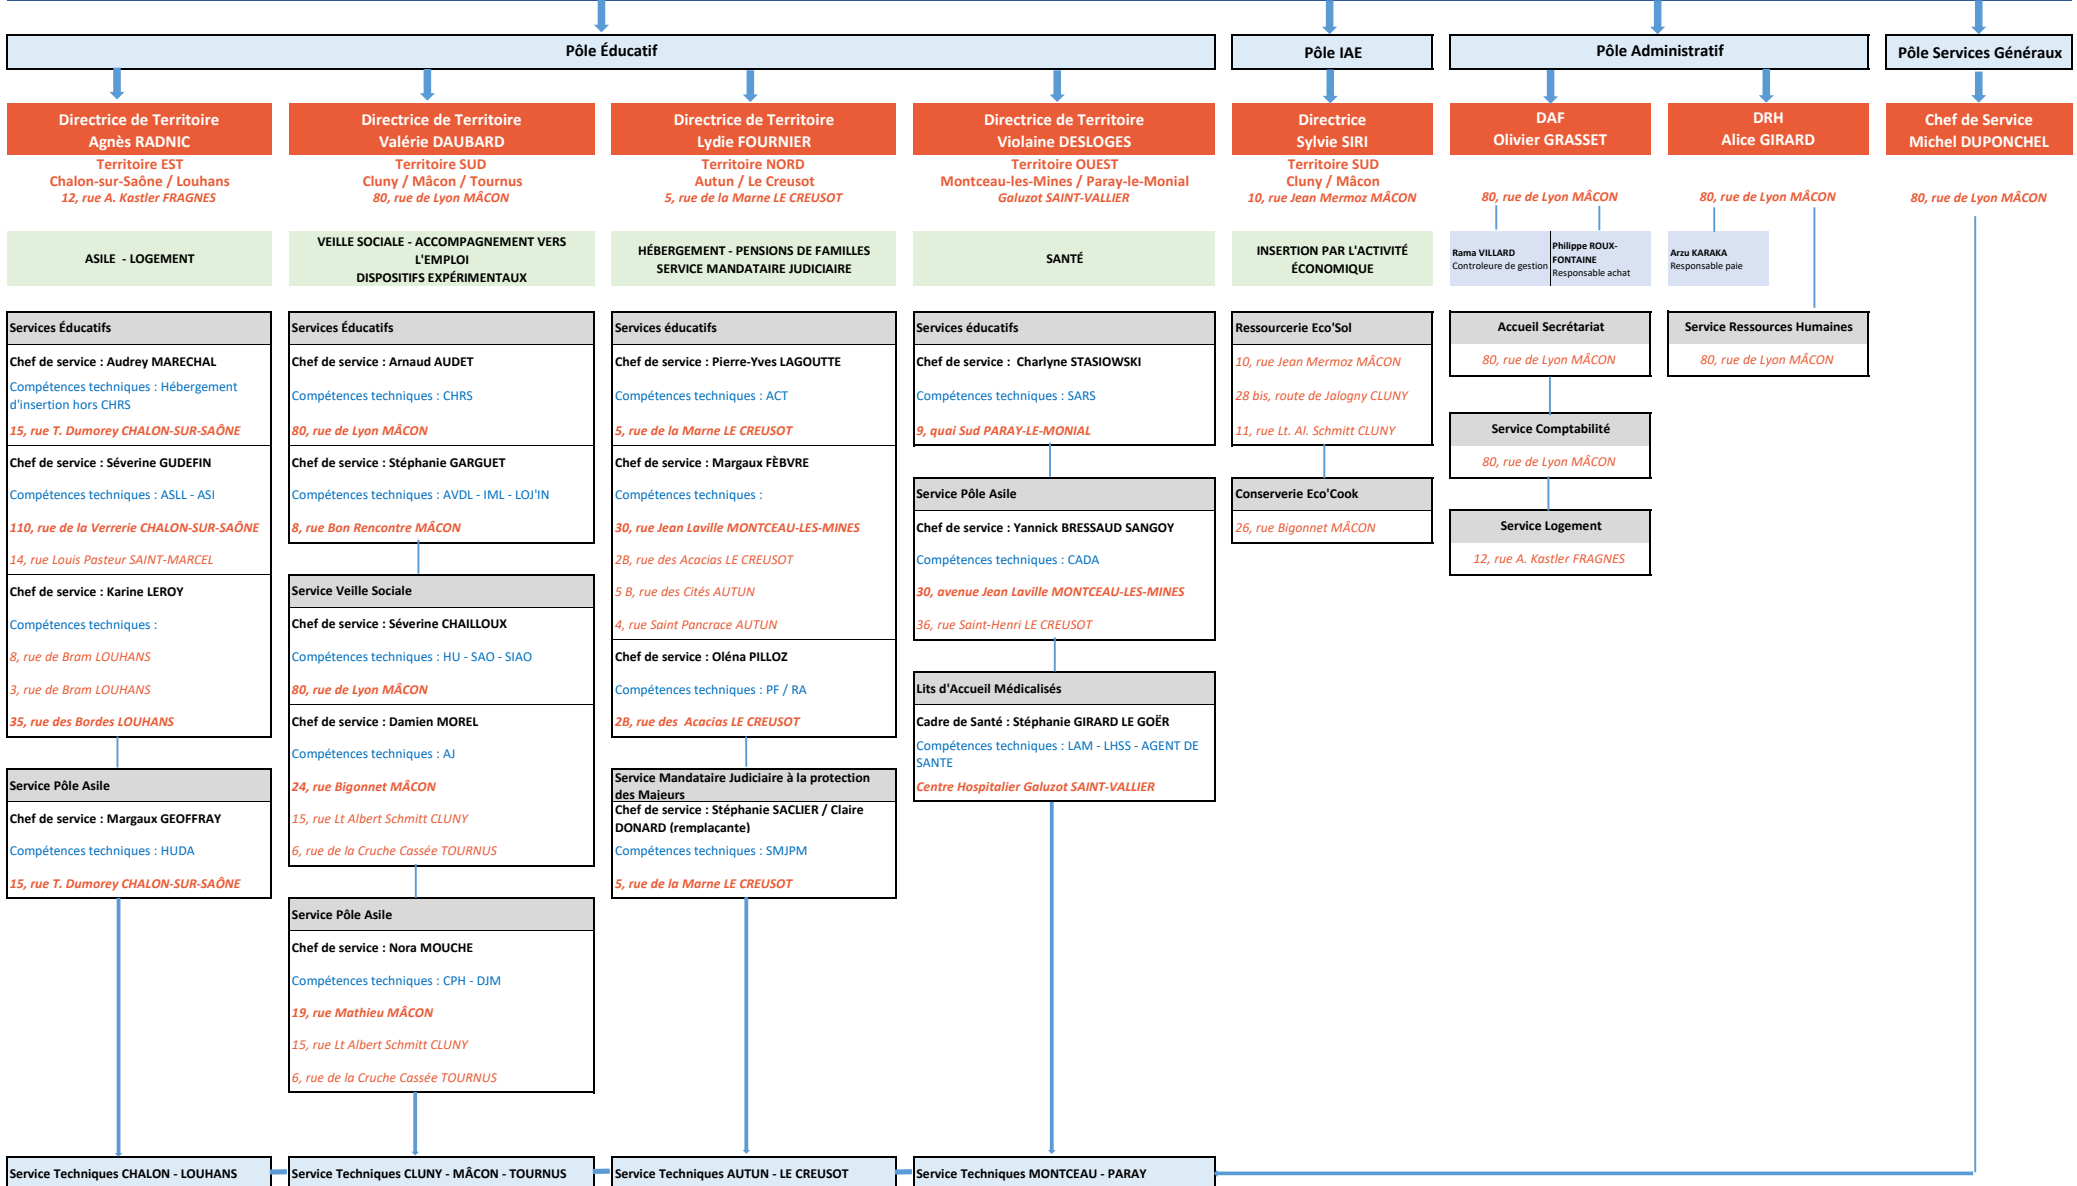 Pôle Éducatif
Pôle IAE
Pôle Administratif
Pôle Services Généraux
Directrice de Territoire
Agnès RADNIC
Territoire EST
Chalon-sur-Saône / Louhans
12, rue A. Kastler FRAGNES
ASILE - LOGEMENT
Services Éducatifs
Chef de service : Audrey MARECHAL
Compétences techniques : Hébergement
d'insertion hors CHRS
15, rue T. Dumorey CHALON-SUR-SAÔNE
Chef de service : Séverine GUDEFIN
Compétences techniques : ASLL - ASI
110, rue de la Verrerie CHALON-SUR-SAÔNE
14, rue Louis Pasteur SAINT-MARCEL
Chef de service : Karine LEROY
Compétences techniques :
8, rue de Bram LOUHANS
3, rue de Bram LOUHANS
35, rue des Bordes LOUHANS
Service Pôle Asile
Chef de service : Margaux GEOFFRAY
Compétences techniques : HUDA
15, rue T. Dumorey CHALON-SUR-SAÔNE
Service Techniques CHALON - LOUHANS
Directrice de Territoire
Valérie DAUBARD
Territoire SUD
Cluny / Mâcon / Tournus
80, rue de Lyon MÂCON
VEILLE SOCIALE - ACCOMPAGNEMENT VERS
L'EMPLOI
DISPOSITIFS EXPÉRIMENTAUX
Services Éducatifs
Chef de service : Arnaud AUDET
Compétences techniques : CHRS
80, rue de Lyon MÂCON
Chef de service : Stéphanie GARGUET
Compétences techniques : AVDL - IML - LOJ'IN
8, rue Bon Rencontre MÂCON
Service Veille Sociale
Chef de service : Séverine CHAILLOUX
Compétences techniques : HU - SAO - SIAO
80, rue de Lyon MÂCON
Chef de service : Damien MOREL
Compétences techniques : AJ
24, rue Bigonnet MÂCON
15, rue Lt Albert Schmitt CLUNY
6, rue de la Cruche Cassée TOURNUS
Service Pôle Asile
Chef de service : Nora MOUCHE
Compétences techniques : CPH - DJM
19, rue Mathieu MÂCON
15, rue Lt Albert Schmitt CLUNY
6, rue de la Cruche Cassée TOURNUS
Service Techniques CLUNY - MÂCON - TOURNUS
Directrice de Territoire
Lydie FOURNIER
Territoire NORD
Autun / Le Creusot
5, rue de la Marne LE CREUSOT
HÉBERGEMENT - PENSIONS DE FAMILLES
SERVICE MANDATAIRE JUDICIAIRE
Services éducatifs
Chef de service : Pierre-Yves LAGOUTTE
Compétences techniques : ACT
5, rue de la Marne LE CREUSOT
Chef de service : Margaux FÈBVRE
Compétences techniques :
30, rue Jean Laville MONTCEAU-LES-MINES
2B, rue des Acacias LE CREUSOT
5 B, rue des Cités AUTUN
4, rue Saint Pancrace AUTUN
Chef de service : Oléna PILLOZ
Compétences techniques : PF / RA
2B, rue des  Acacias LE CREUSOT
Service Mandataire Judiciaire à la protection
des Majeurs
Chef de service : Stéphanie SACLIER / Claire
DONARD (remplaçante)
Compétences techniques : SMJPM
5, rue de la Marne LE CREUSOT
Service Techniques AUTUN - LE CREUSOT
Directrice de Territoire
Violaine DESLOGES
Territoire OUEST
Montceau-les-Mines / Paray-le-Monial
Galuzot SAINT-VALLIER
SANTÉ
Services éducatifs
Chef de service :  Charlyne STASIOWSKI
Compétences techniques : SARS
9, quai Sud PARAY-LE-MONIAL
Service Pôle Asile
Chef de service : Yannick BRESSAUD SANGOY
Compétences techniques : CADA
30, avenue Jean Laville MONTCEAU-LES-MINES
36, rue Saint-Henri LE CREUSOT
Lits d'Accueil Médicalisés
Cadre de Santé : Stéphanie GIRARD LE GOËR
Compétences techniques : LAM - LHSS - AGENT DE
SANTE
Centre Hospitalier Galuzot SAINT-VALLIER
Service Techniques MONTCEAU - PARAY
Directrice
Sylvie SIRI
Territoire SUD
Cluny / Mâcon
10, rue Jean Mermoz MÂCON
INSERTION PAR L'ACTIVITÉ
ÉCONOMIQUE
Ressourcerie Eco'Sol
10, rue Jean Mermoz MÂCON
28 bis, route de Jalogny CLUNY
11, rue Lt. Al. Schmitt CLUNY
Conserverie Eco'Cook
26, rue Bigonnet MÂCON
DAF
Olivier GRASSET
80, rue de Lyon MÂCON
Rama VILLARD
Controleure de gestion
Philippe ROUX-
FONTAINE
Responsable achat
Accueil Secrétariat
80, rue de Lyon MÂCON
Service Comptabilité
80, rue de Lyon MÂCON
Service Logement
12, rue A. Kastler FRAGNES
DRH
Alice GIRARD
80, rue de Lyon MÂCON
Arzu KARAKA
Responsable paie
Service Ressources Humaines
80, rue de Lyon MÂCON
Chef de Service
Michel DUPONCHEL
80, rue de Lyon MÂCON